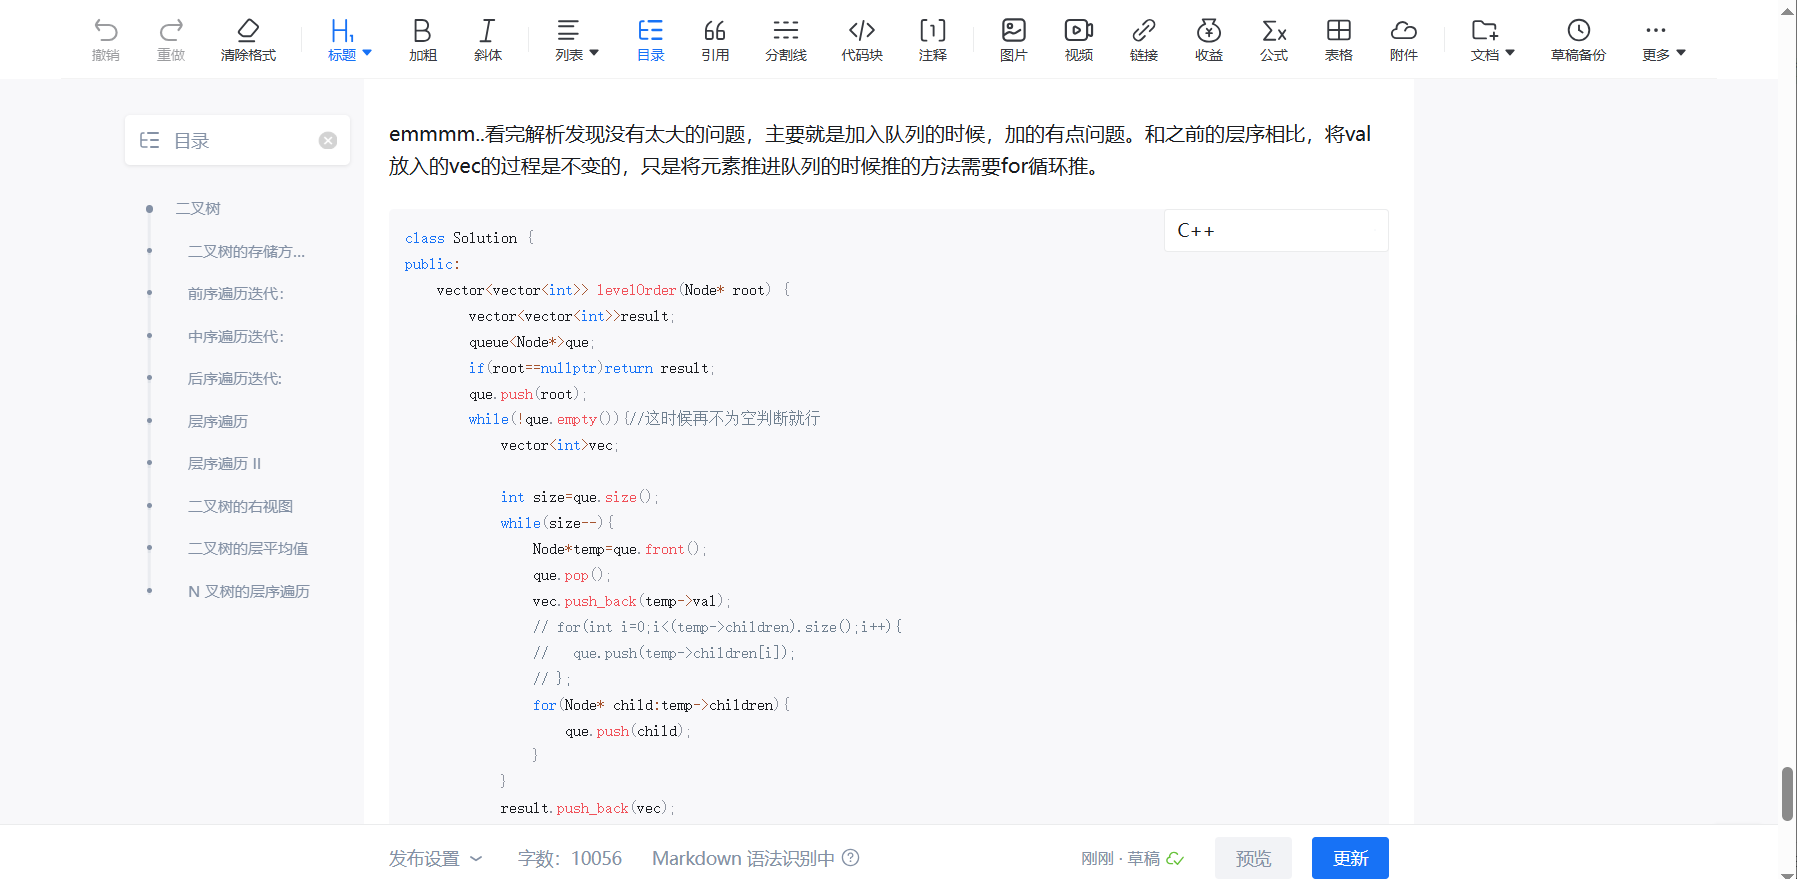 撤销 重做 清除格式 H1 标题 B 加粗 I 斜体 列表 目录 引用 分割线 代码块 [1] 注释 图片 视频 链接 收益 Σx 公式 表格 附件 文档 草稿备份 更多
目录
二叉树
二叉树的存储方...
前序遍历迭代:
中序遍历迭代:
后序遍历迭代:
层序遍历
层序遍历 II
二叉树的右视图
二叉树的层平均值
N 叉树的层序遍历
emmmm..看完解析发现没有太大的问题，主要就是加入队列的时候，加的有点问题。和之前的层序相比，将val
放入的vec的过程是不变的，只是将元素推进队列的时候推的方法需要for循环推。
C++
class Solution {
public:
    vector<vector<int>> levelOrder(Node* root) {
        vector<vector<int>>result;
        queue<Node*>que;
        if(root==nullptr)return result;
        que.push(root);
        while(!que.empty()){//这时候再不为空判断就行
            vector<int>vec;
            int size=que.size();
            while(size--){
                Node*temp=que.front();
                que.pop();
                vec.push_back(temp->val);
                // for(int i=0;i<(temp->children).size();i++){
                //   que.push(temp->children[i]);
                // };
                for(Node* child:temp->children){
                    que.push(child);
                }
            }
            result.push_back(vec);
发布设置 字数：10056 Markdown 语法识别中 刚刚 · 草稿 预览 更新